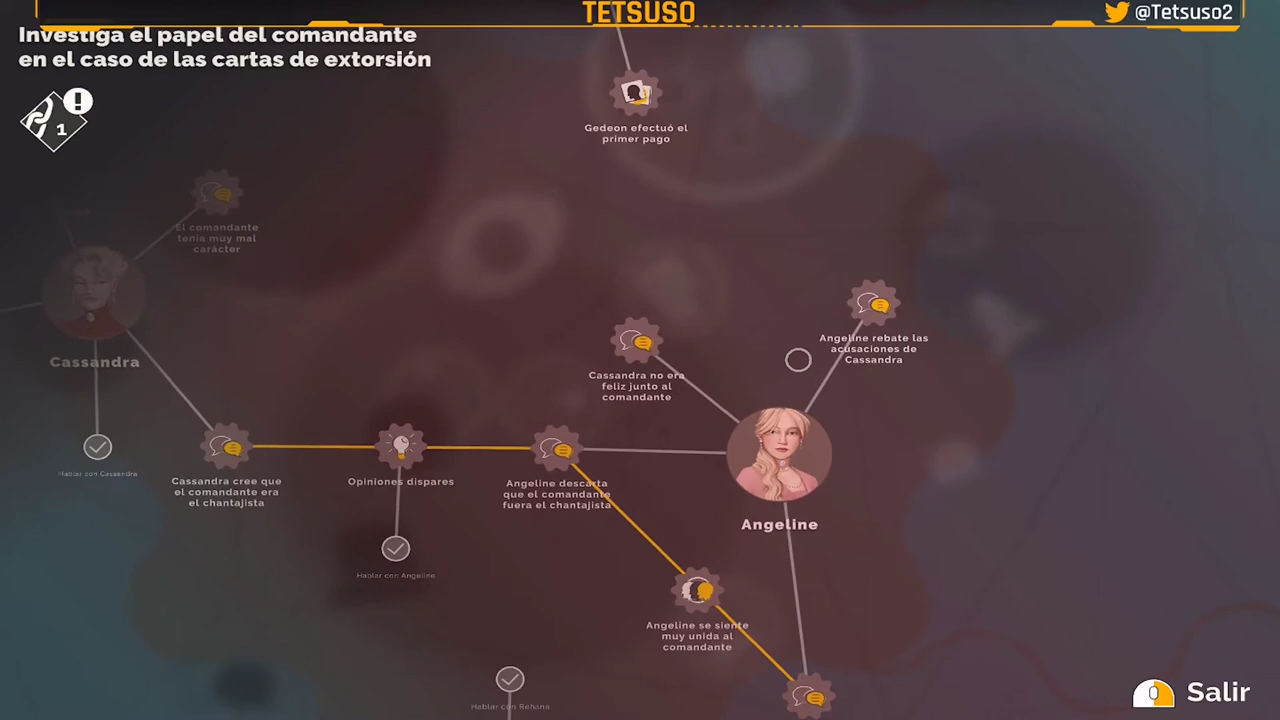 TETSUSO
@Tetsuso2
Investiga el papel del comandante
en el caso de las cartas de extorsión
1
Gedeon efectuó el
primer pago
El comandante
tenía muy mal
carácter
Cassandra
Angeline rebate las
acusaciones de
Cassandra
Cassandra no era
feliz junto al
comandante
Hablar con Cassandra
Cassandra cree que
el comandante era
el chantajista
Opiniones dispares
Angeline descarta
que el comandante
fuera el chantajista
Angeline
Hablar con Angeline
Angeline se siente
muy unida al
comandante
Hablar con Rehana
Salir